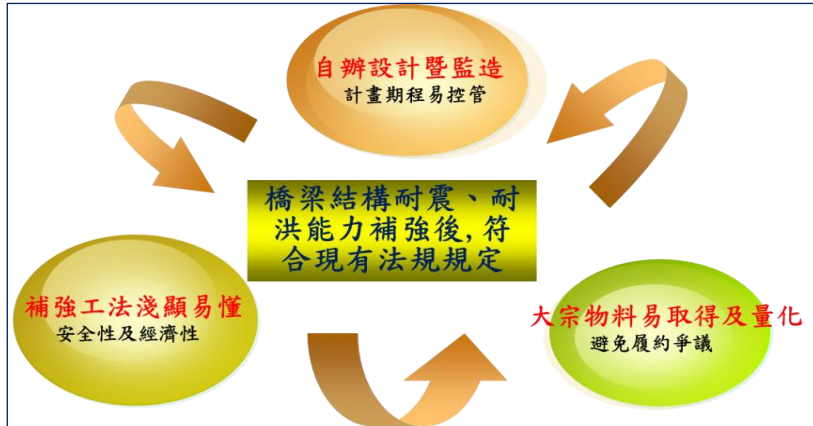 自辦設計暨監造
計畫期程易控管
橋梁結構耐震、耐
洪能力補強後,符
合現有法規規定
補強工法淺顯易懂
安全性及經濟性
大宗物料易取得及量化
避免履約爭議